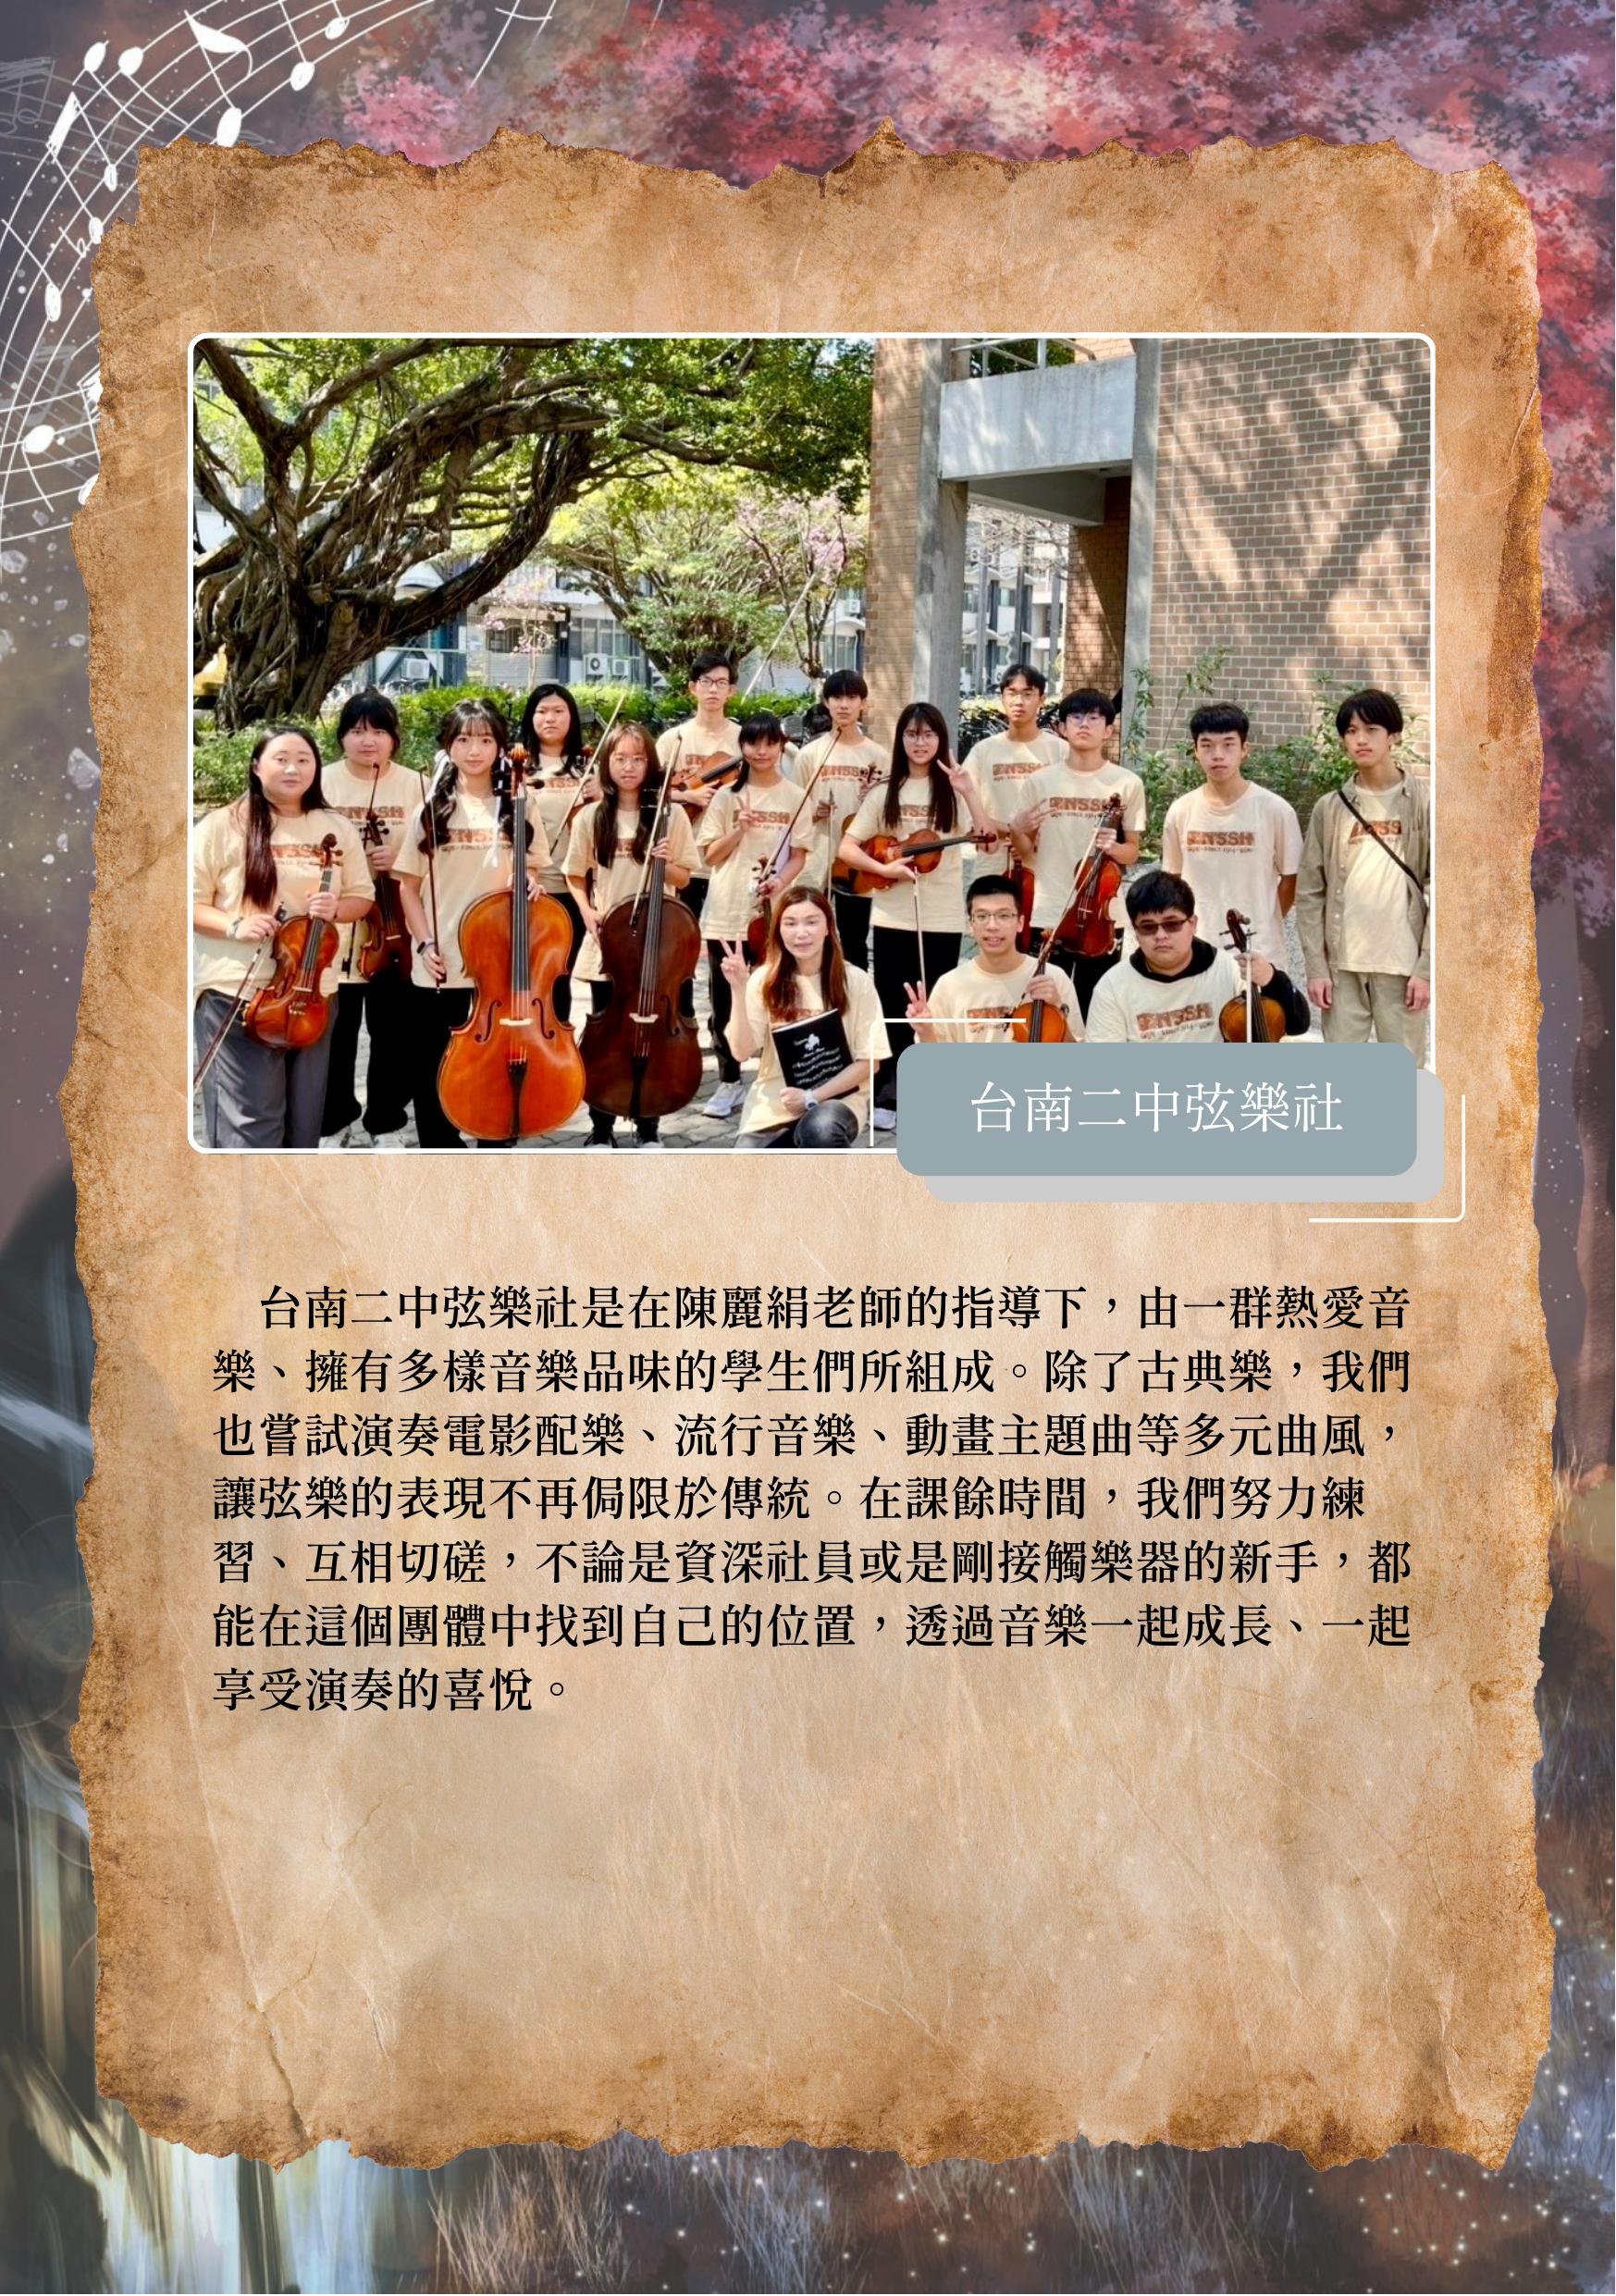 TNSSH
台南二中弦樂社
台南二中弦樂社是在陳麗絹老師的指導下，由一群熱愛音
樂、擁有多樣音樂品味的學生們所組成。除了古典樂，我們
也嘗試演奏電影配樂、流行音樂、動畫主題曲等多元曲風，
讓弦樂的表現不再侷限於傳統。在課餘時間，我們努力練
習、互相切磋，不論是資深社員或是剛接觸樂器的新手，都
能在這個團體中找到自己的位置，透過音樂一起成長、一起
享受演奏的喜悅。